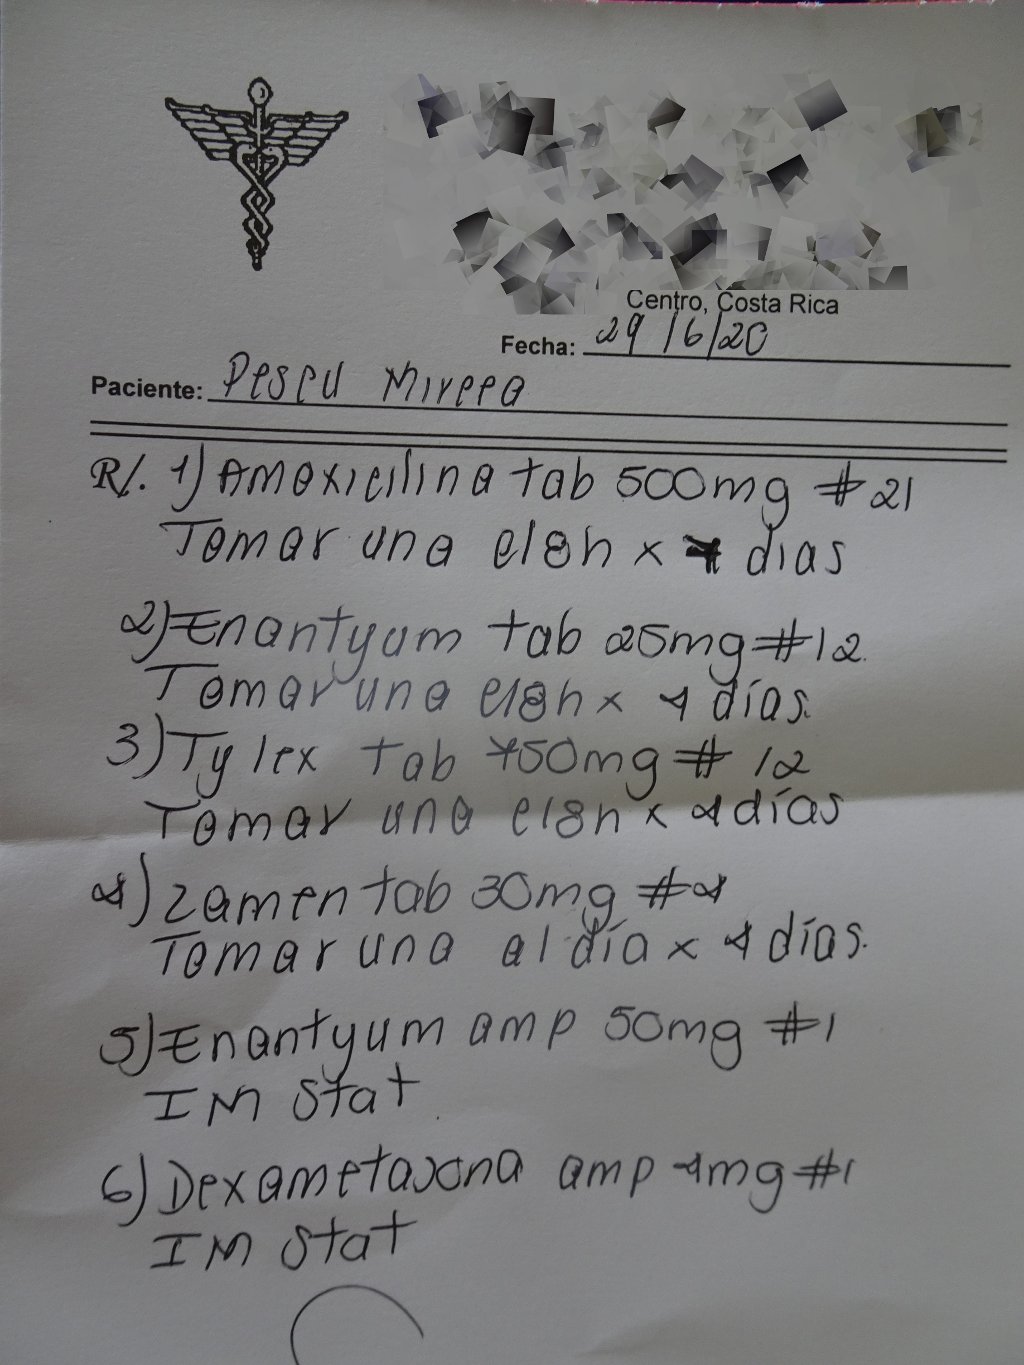 Centro, Costa Rica
Fecha: 29/6/20
Paciente: Pescu Mircea
R/. 1) Amoxicilina tab 500mg #21
Tomar una c/8h x 7 dias
2) Enantyum tab 25mg #12.
Tomar una c/8h x 4 días.
3) Tylex tab 750mg # 12
Tomar una c/8h x 4 días
4) Zamen tab 30mg #4
Tomar una al día x 4 días.
5) Enantyum amp 50mg #1
IM Stat.
6) Dexametasona amp 4mg #1
IM Stat